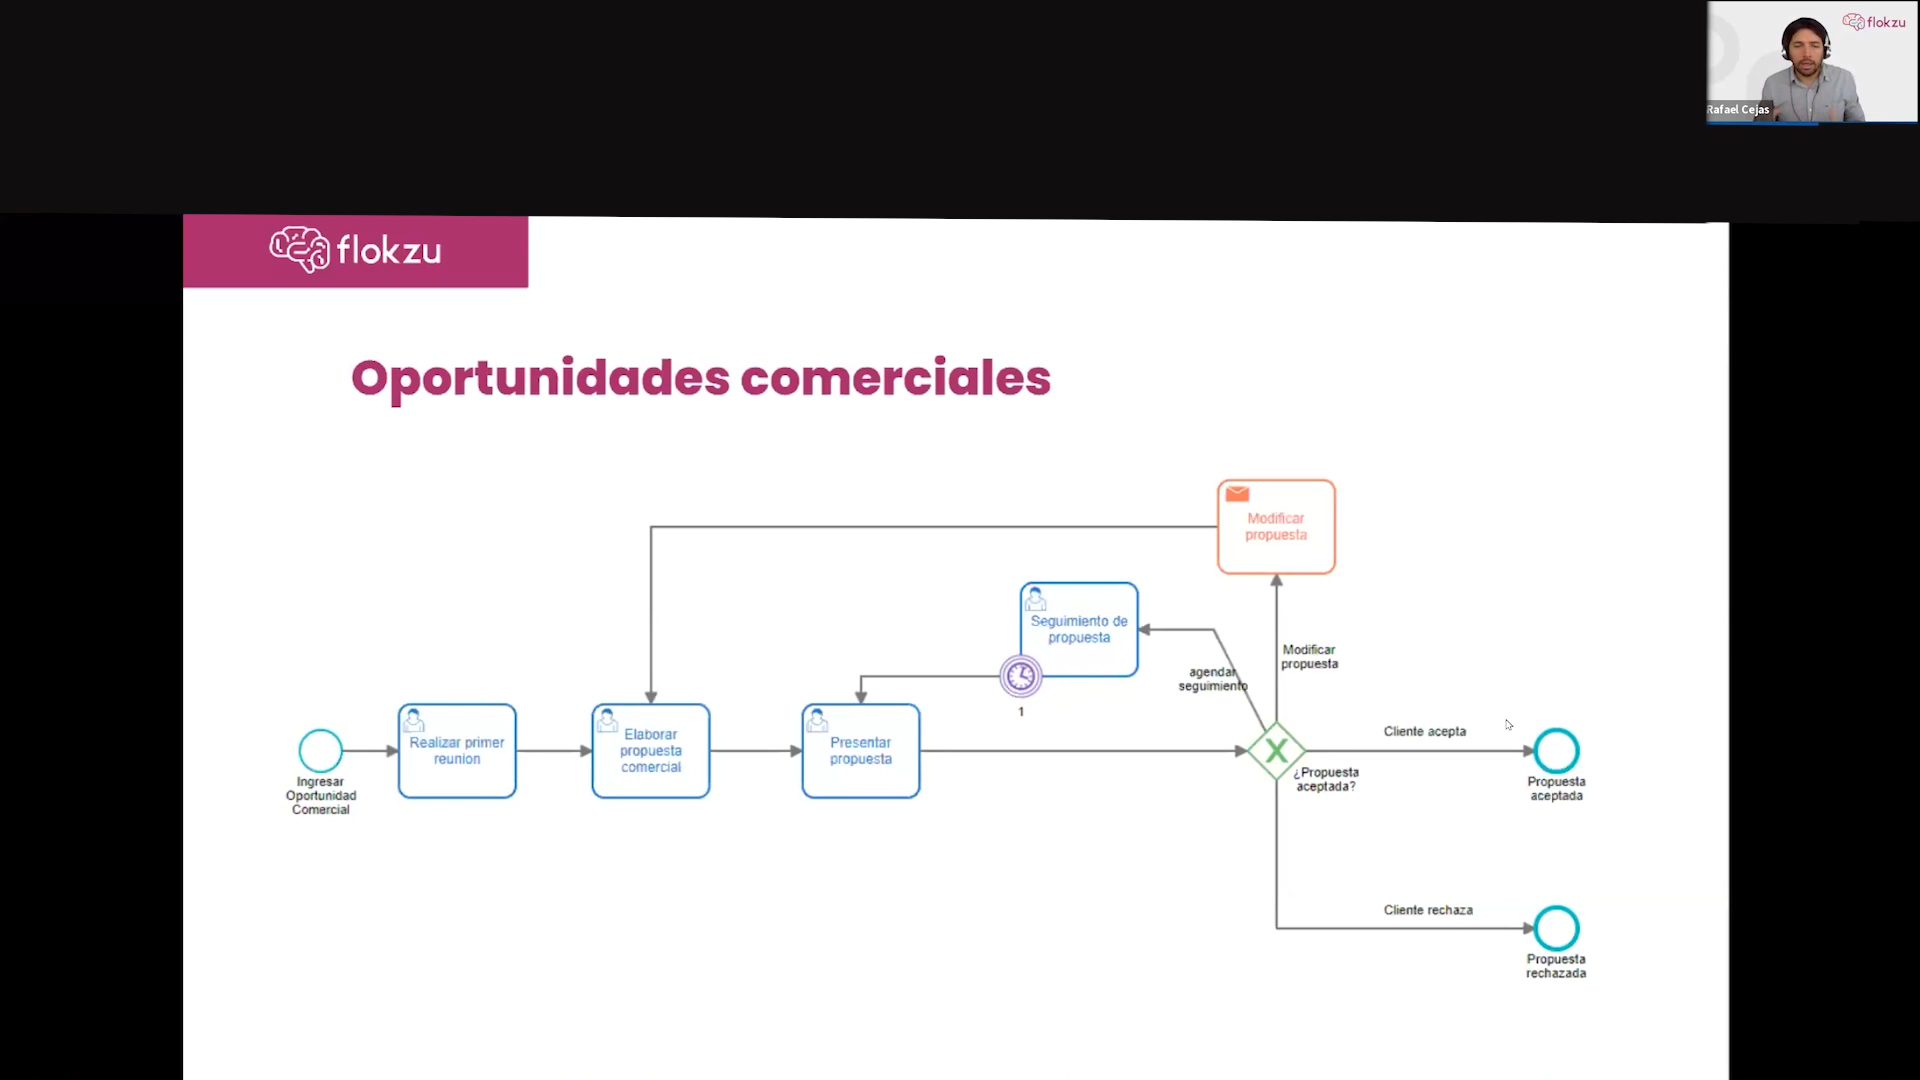 flokzu
Rafael Cejas
flokzu
Oportunidades comerciales
Modificar
propuesta
Seguimiento de
propuesta
Modificar
propuesta
agendar
seguimiento
1
Realizar primer
reunion
Elaborar
propuesta
comercial
Presentar
propuesta
X
Cliente acepta
¿Propuesta
aceptada?
Ingresar
Oportunidad
Comercial
Propuesta
aceptada
Cliente rechaza
Propuesta
rechazada